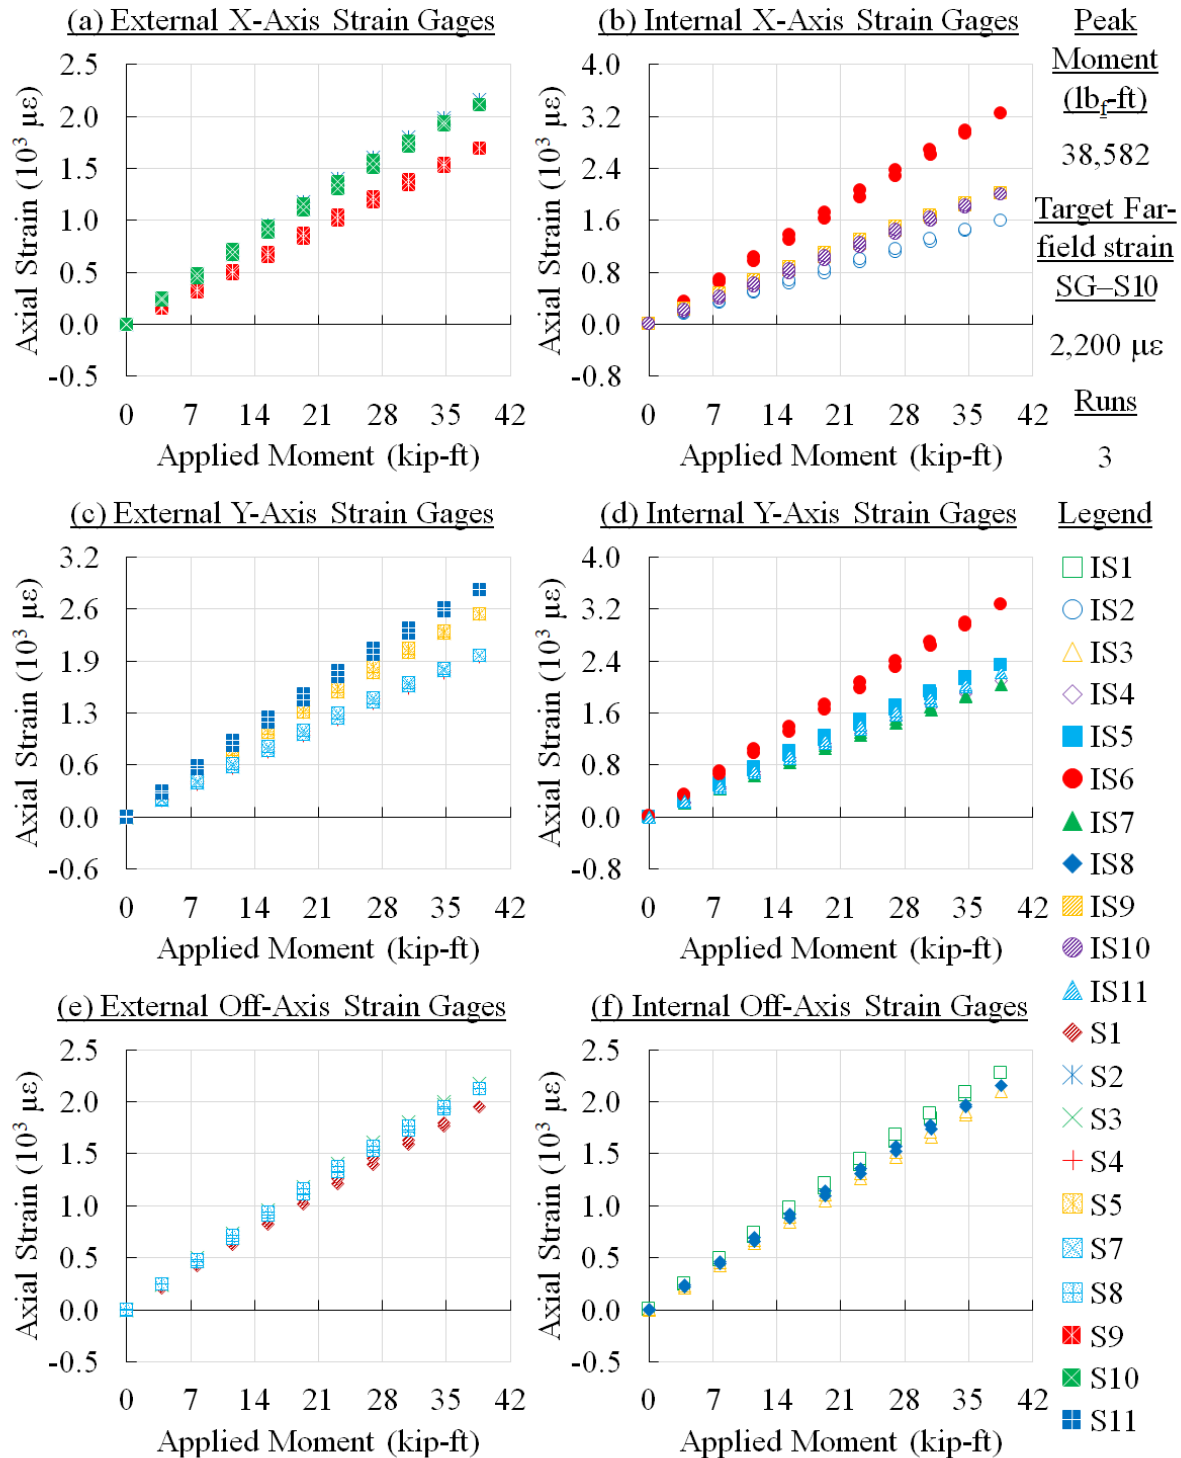 (a) External X-Axis Strain Gages
Axial Strain (10³ με)
2.5
2.0
1.5
1.0
0.5
0.0
-0.5
0 7 14 21 28 35 42
Applied Moment (kip-ft)
(b) Internal X-Axis Strain Gages
Axial Strain (10³ με)
4.0
3.2
2.4
1.6
0.8
0.0
-0.8
0 7 14 21 28 35 42
Applied Moment (kip-ft)
Peak
Moment
(lbf-ft)
38,582
Target Far-
field strain
SG–S10
2,200 με
Runs
3
(c) External Y-Axis Strain Gages
Axial Strain (10³ με)
3.2
2.6
1.9
1.3
0.6
0.0
-0.6
0 7 14 21 28 35 42
Applied Moment (kip-ft)
(d) Internal Y-Axis Strain Gages
Axial Strain (10³ με)
4.0
3.2
2.4
1.6
0.8
0.0
-0.8
0 7 14 21 28 35 42
Applied Moment (kip-ft)
(e) External Off-Axis Strain Gages
Axial Strain (10³ με)
2.5
2.0
1.5
1.0
0.5
0.0
-0.5
0 7 14 21 28 35 42
Applied Moment (kip-ft)
(f) Internal Off-Axis Strain Gages
Axial Strain (10³ με)
2.5
2.0
1.5
1.0
0.5
0.0
-0.5
0 7 14 21 28 35 42
Applied Moment (kip-ft)
Legend
IS1
IS2
IS3
IS4
IS5
IS6
IS7
IS8
IS9
IS10
IS11
S1
S2
S3
S4
S5
S7
S8
S9
S10
S11